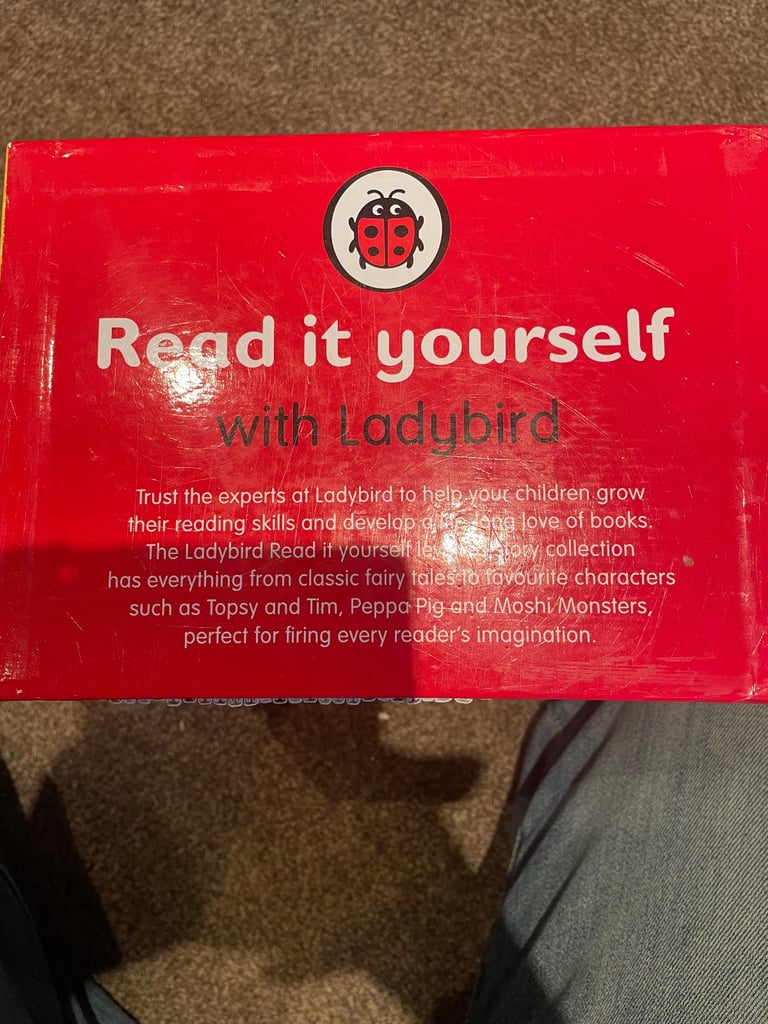 Read it yourself
with Ladybird
Trust the experts at Ladybird to help your children grow
their reading skills and develop a life-long love of books.
The Ladybird Read it yourself story collection
has everything from classic fairy tales to favourite characters
such as Topsy and Tim, Peppa Pig and Moshi Monsters,
perfect for firing every reader's imagination.